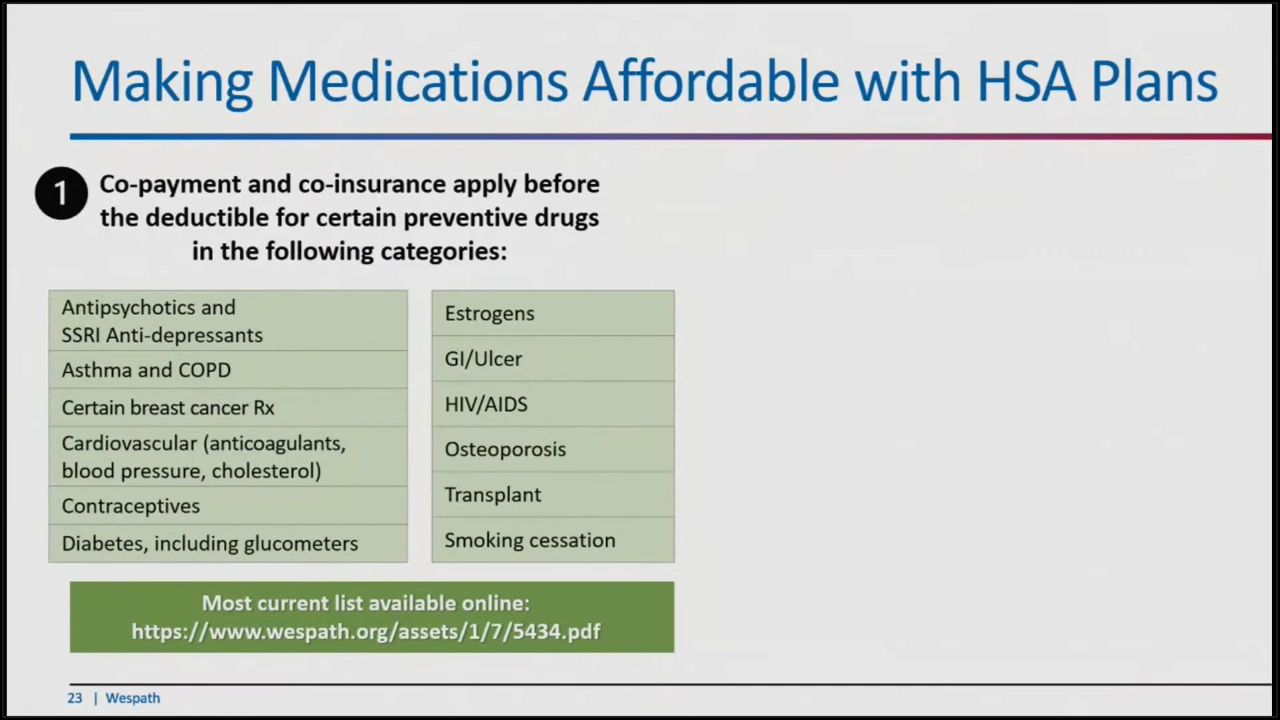 Making Medications Affordable with HSA Plans
1
Co-payment and co-insurance apply before
the deductible for certain preventive drugs
in the following categories:
Antipsychotics and
SSRI Anti-depressants
Asthma and COPD
Certain breast cancer Rx
Cardiovascular (anticoagulants,
blood pressure, cholesterol)
Contraceptives
Diabetes, including glucometers
Estrogens
GI/Ulcer
HIV/AIDS
Osteoporosis
Transplant
Smoking cessation
Most current list available online:
https://www.wespath.org/assets/1/7/5434.pdf
23 | Wespath